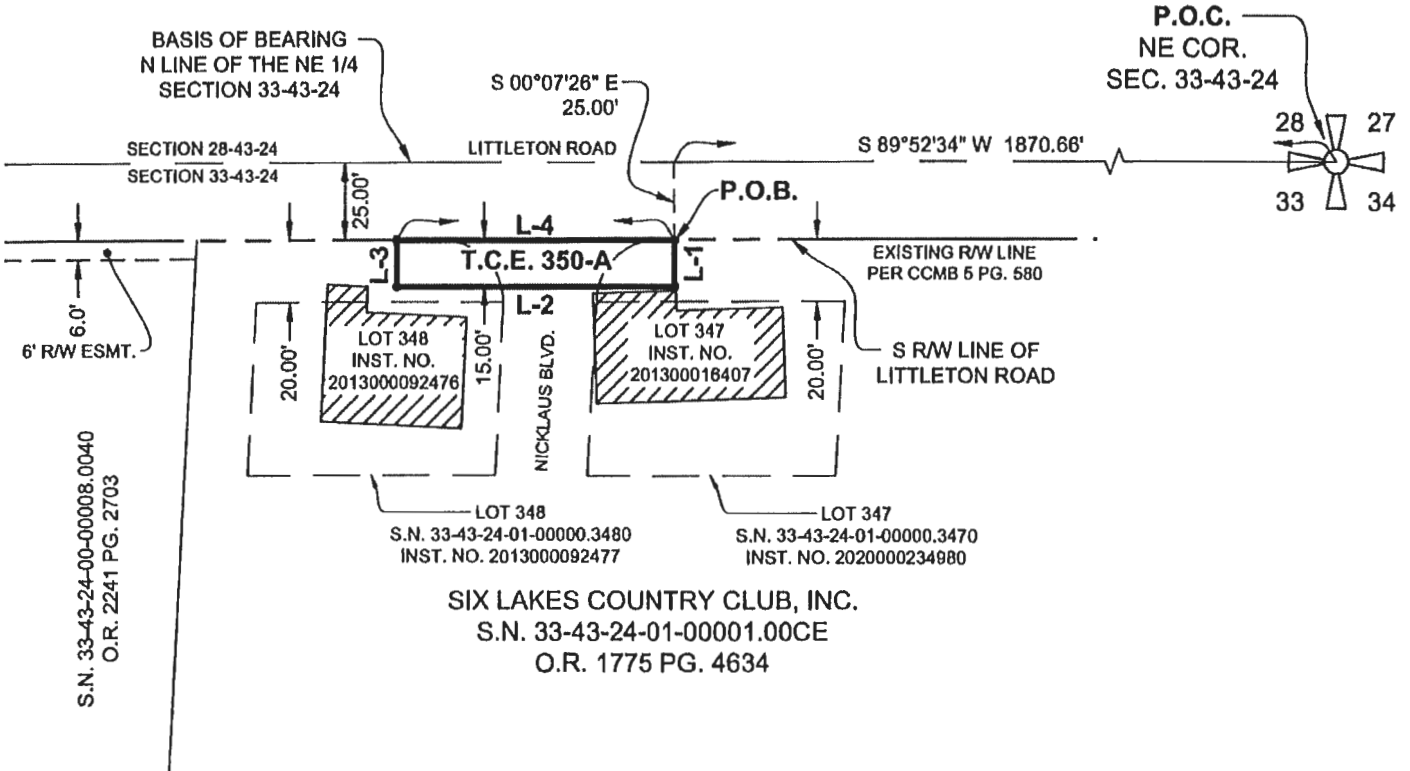 P.O.C.
NE COR.
SEC. 33-43-24
BASIS OF BEARING
N LINE OF THE NE 1/4
SECTION 33-43-24
S 00°07'26" E
25.00'
28
27
33
34
SECTION 28-43-24
SECTION 33-43-24
LITTLETON ROAD
S 89°52'34" W 1870.66'
25.00'
P.O.B.
L-4
L-3
T.C.E. 350-A
L-1
L-2
EXISTING R/W LINE
PER CCMB 5 PG. 580
6.0'
6' R/W ESMT.
20.00'
LOT 348
INST. NO.
2013000092476
15.00'
NICKLAUS BLVD.
LOT 347
INST. NO.
201300016407
20.00'
S R/W LINE OF
LITTLETON ROAD
S.N. 33-43-24-00-00008.0040
O.R. 2241 PG. 2703
LOT 348
S.N. 33-43-24-01-00000.3480
INST. NO. 2013000092477
LOT 347
S.N. 33-43-24-01-00000.3470
INST. NO. 2020000234980
SIX LAKES COUNTRY CLUB, INC.
S.N. 33-43-24-01-00001.00CE
O.R. 1775 PG. 4634